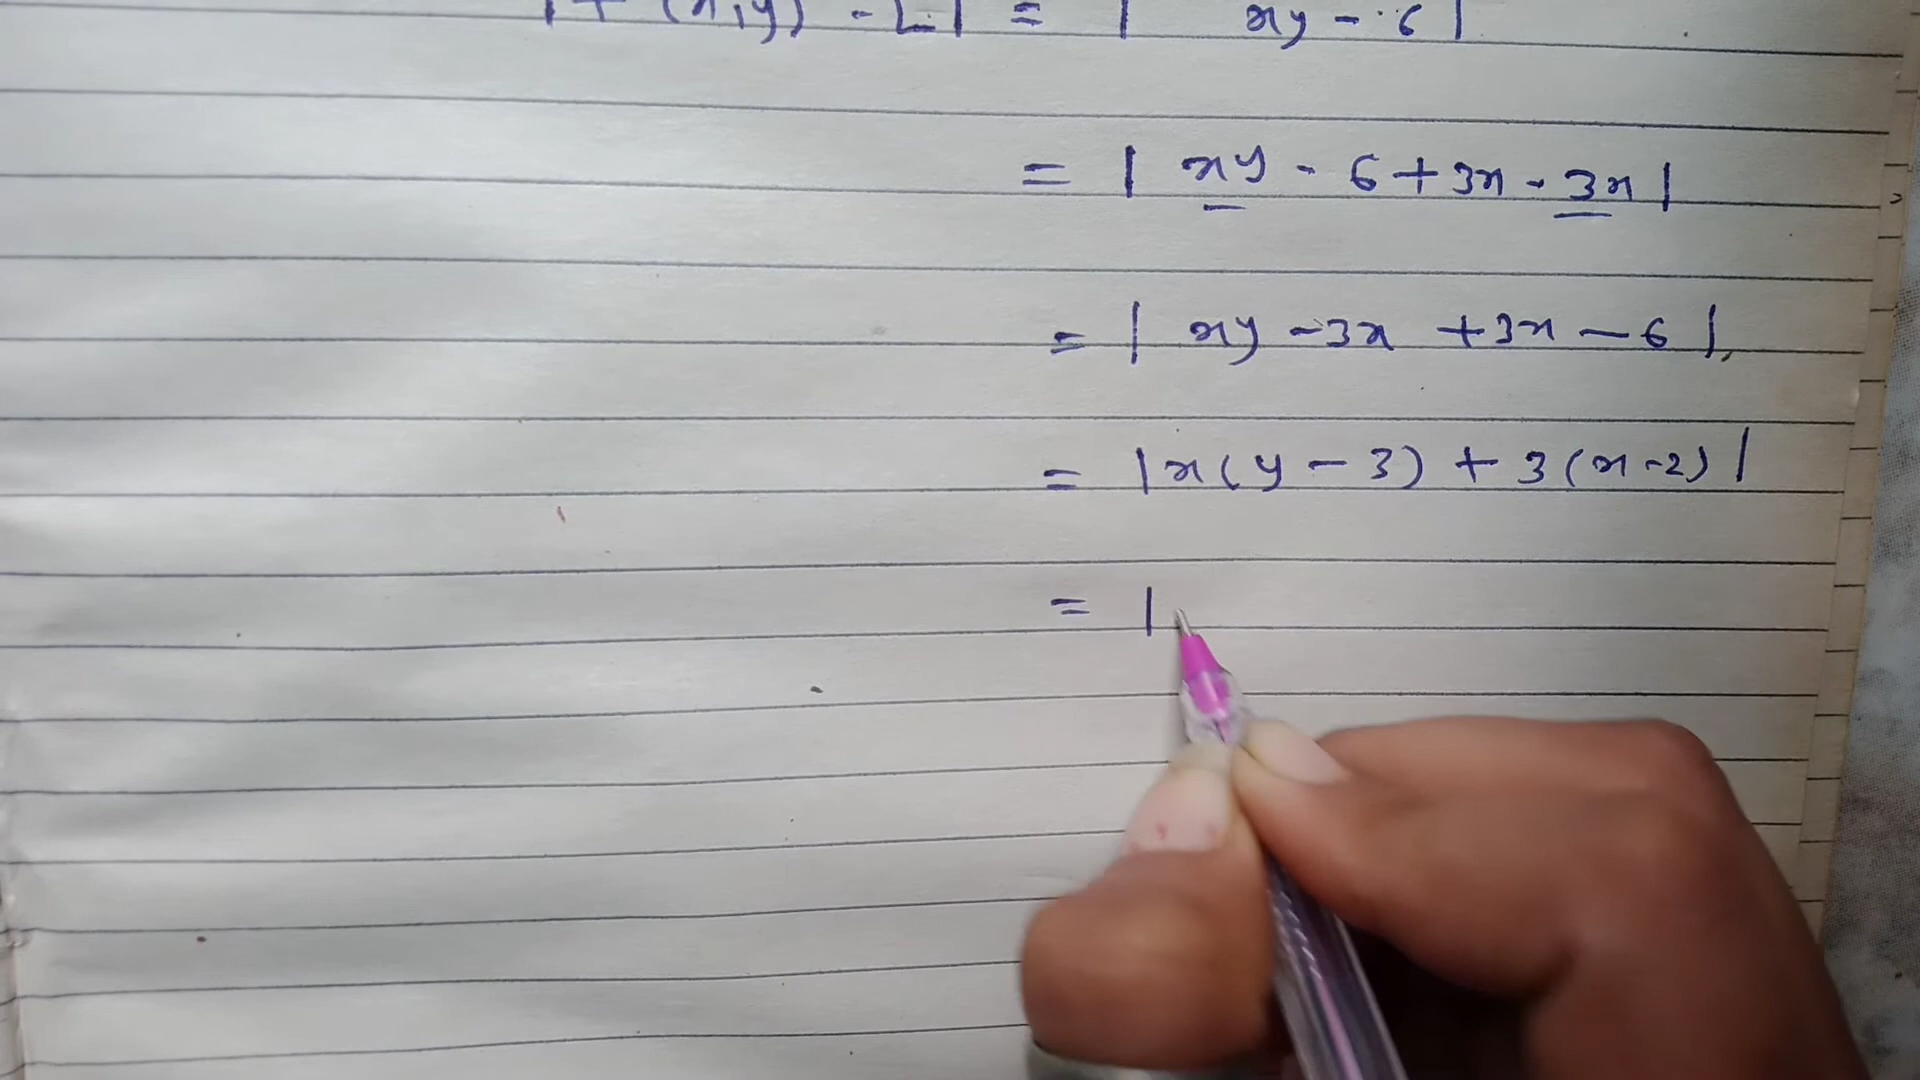 |f(x,y) - L| = | xy - 6|
= | xy - 6 + 3x - 3x |
= | xy - 3x + 3x - 6 |,
= |x(y - 3) + 3(x - 2) |
= |